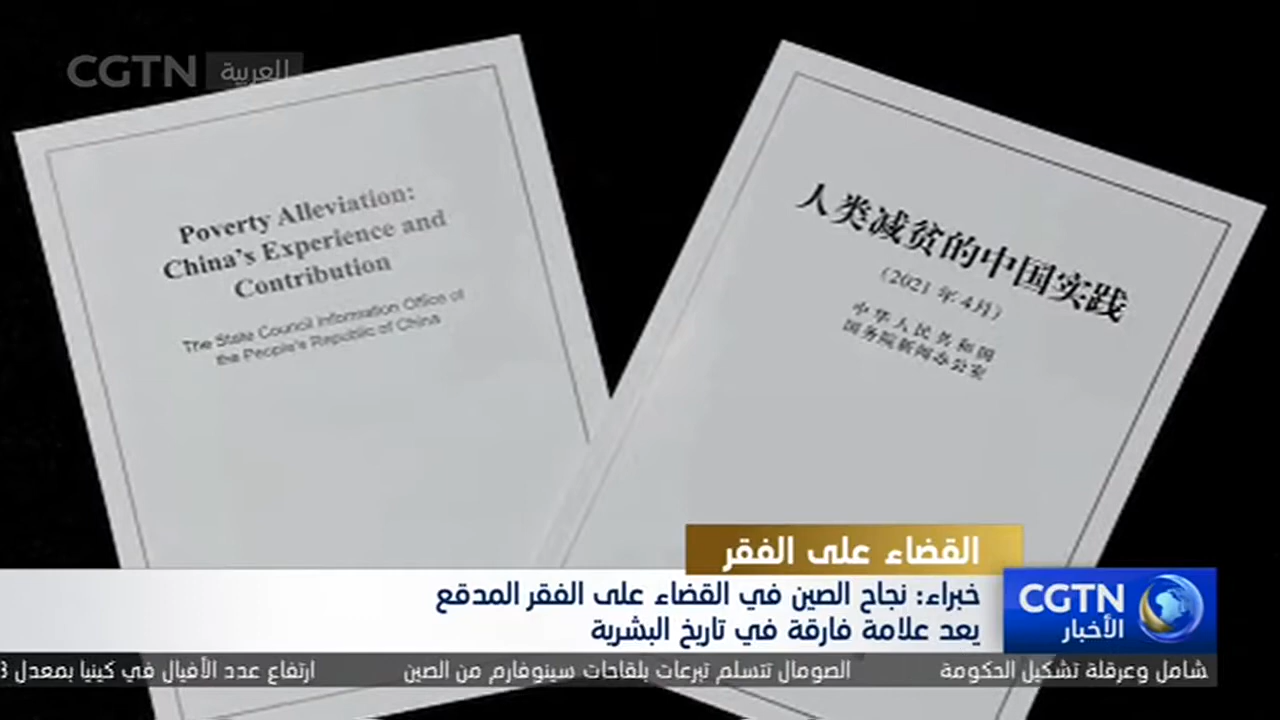 CGTN العربية
Poverty Alleviation:
China's Experience and
Contribution
The State Council Information Office of
the People's Republic of China
人类减贫的中国实践
(2021年4月)
中华人民共和国
国务院新闻办公室
القضاء على الفقر
خبراء: نجاح الصين في القضاء على الفقر المدقع
يعد علامة فارقة في تاريخ البشرية
CGTN
الأخبار
شامل وعرقلة تشكيل الحكومة
الصومال تتسلم تبرعات بلقاحات سينوفارم من الصين
ارتفاع عدد الأفيال في كينيا بمعدل